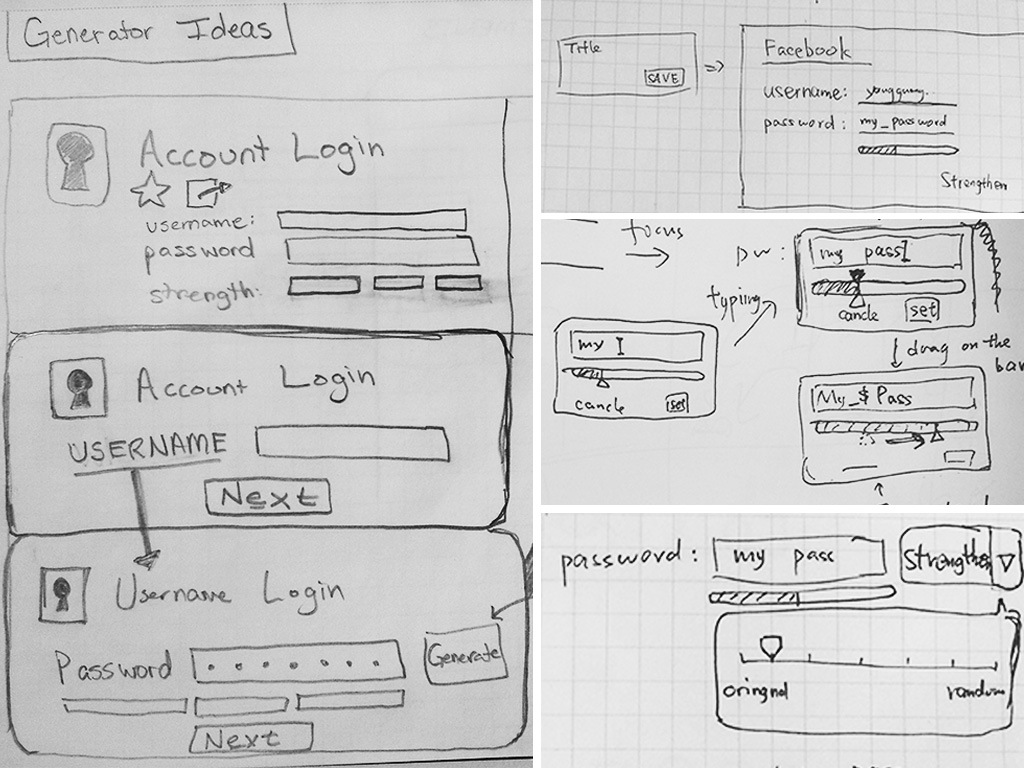 Generator Ideas
Account Login
username:
password
strength:
Account Login
USERNAME
Next
Username Login
Password
Generate
Next
Title
SAVE
Facebook
username:
password: my_password
Strengthen
focus
pw: my pass
typing
cancle set
my
cancle set
drag on the bar
My_$ Pass
password: my pass Strengthen
oringnal random